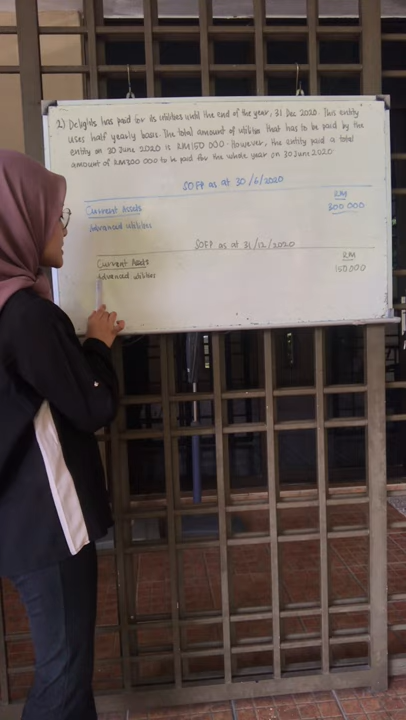 2) Delights has paid for its utilities until the end of the year, 31 Dec 2020. This entity
uses half yearly basis. The total amount of utilities that has to be paid by the
entity on 30 June 2020 is RM150 000. However, the entity paid a total
amount of RM300 000 to be paid for the whole year on 30 June 2020
SOFP as at 30/6/2020
RM
Current Assets 300 000
Advanced utilities
SOFP as at 31/12/2020
Current Assets RM
Advanced utilities 150,000